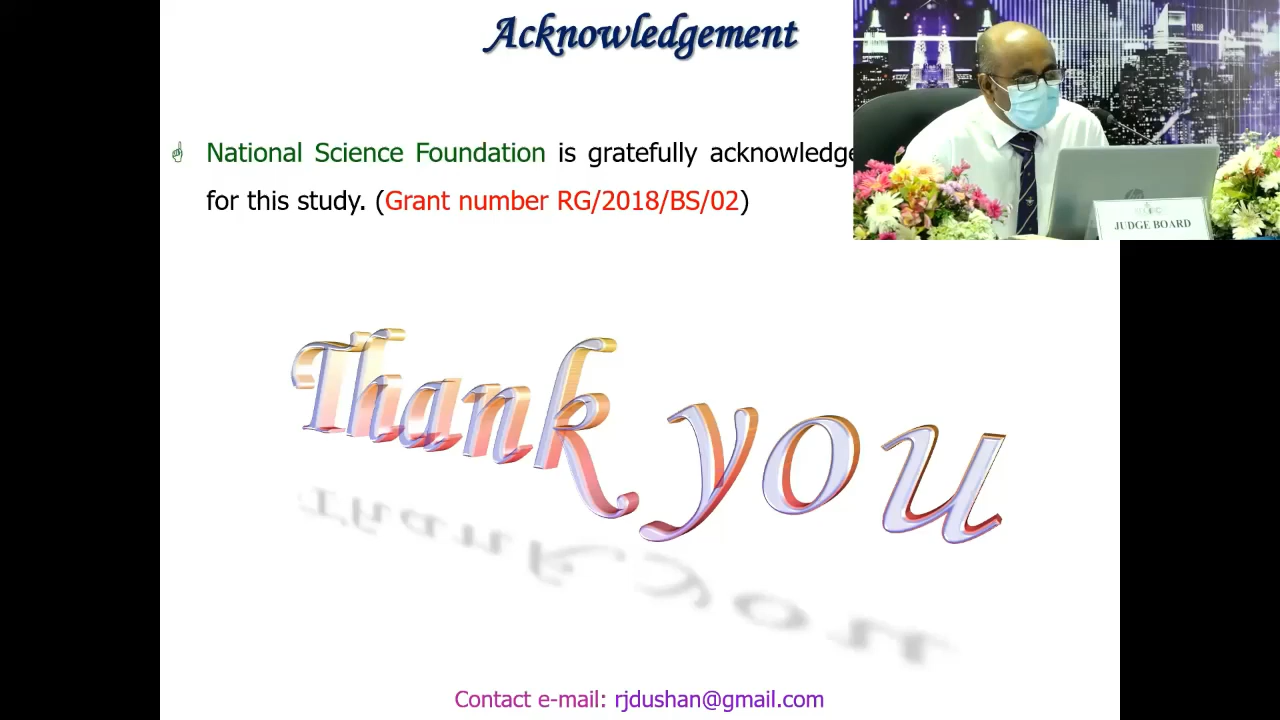 Acknowledgement
National Science Foundation is gratefully acknowledge
for this study. (Grant number RG/2018/BS/02)
1198
JUDGE BOARD
Thank you
Contact e-mail: rjdushan@gmail.com